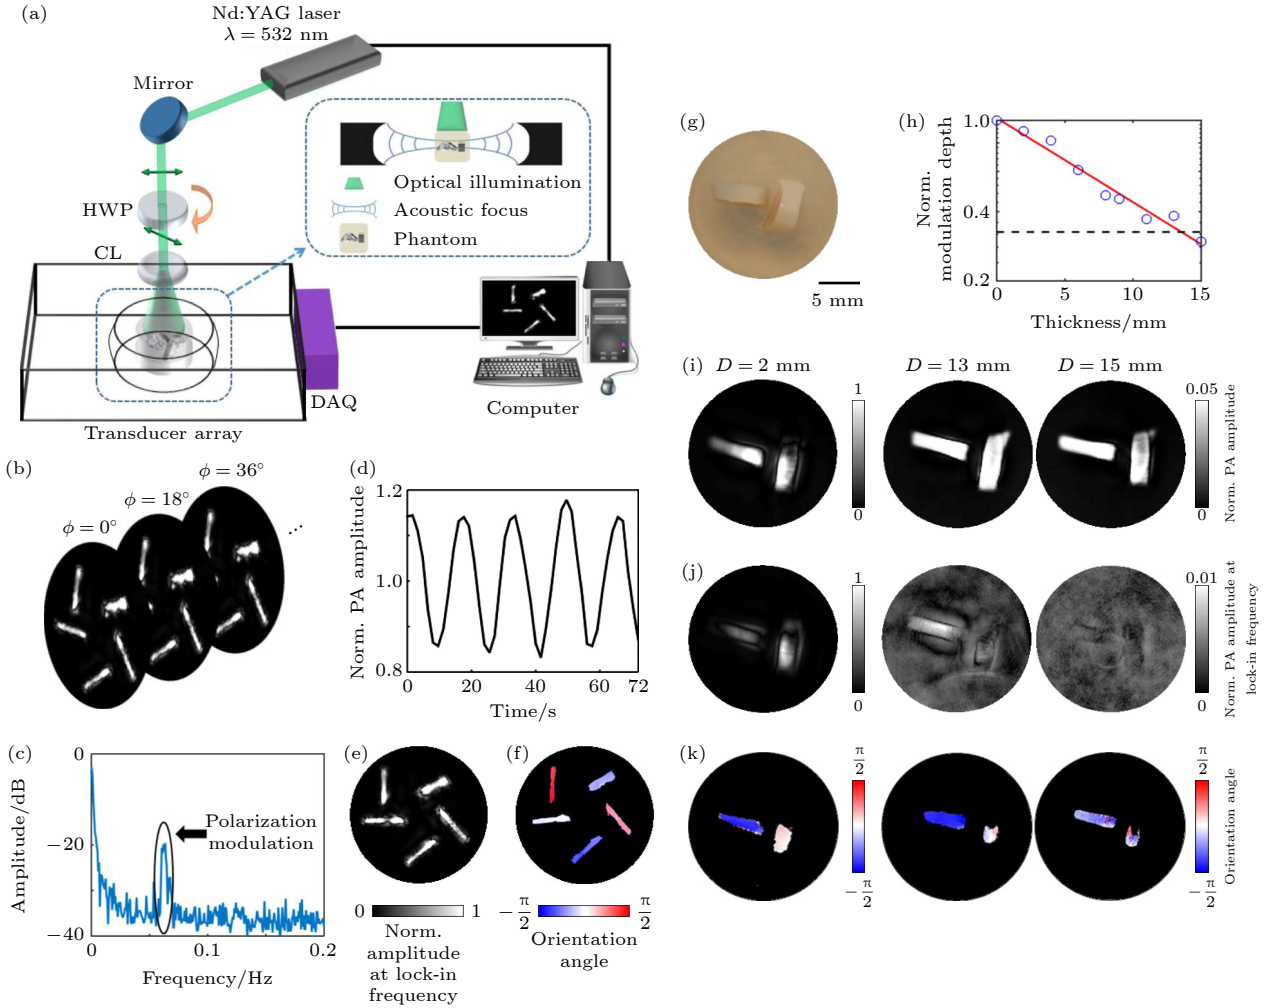 (a)
Nd:YAG laser
λ = 532 nm
Mirror
HWP
CL
Optical illumination
Acoustic focus
Phantom
DAQ
Transducer array
Computer
(b)
ϕ = 0°
ϕ = 18°
ϕ = 36°
...
(d)
Norm. PA amplitude
1.2
1.0
0.8
0
20
40
60
72
Time/s
(c)
Amplitude/dB
0
−20
−40
0
0.1
0.2
Polarization
modulation
Frequency/Hz
(e)
0
1
Norm.
amplitude
at lock-in
frequency
(f)
−π/2
π/2
Orientation
angle
(g)
5 mm
(h)
Norm.
modulation depth
1.0
0.4
0.2
0
5
10
15
Thickness/mm
(i)
D = 2 mm
D = 13 mm
D = 15 mm
1
0
0.05
0
Norm. PA amplitude
(j)
1
0
0.01
0
Norm. PA amplitude at
lock-in frequency
(k)
π/2
−π/2
π/2
−π/2
Orientation angle